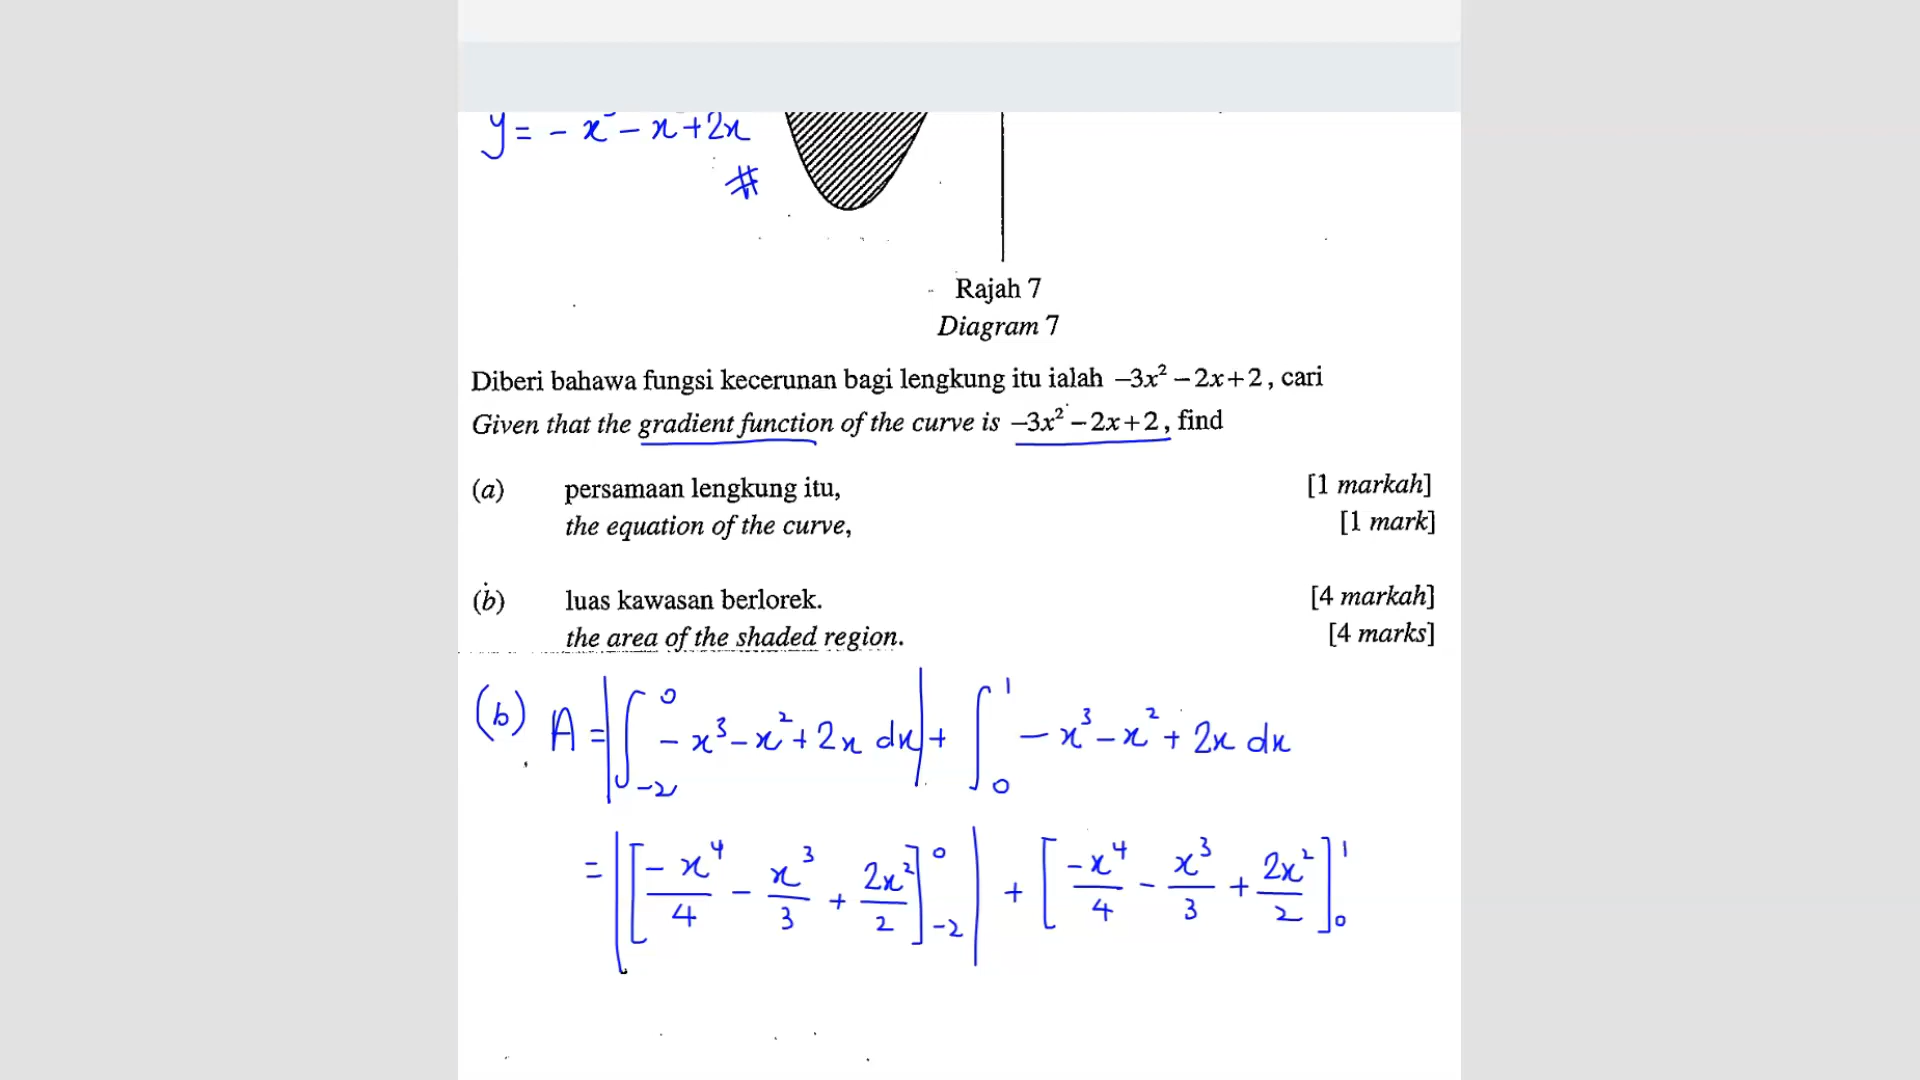 y = - x³ - x² + 2x
#
Rajah 7
Diagram 7
Diberi bahawa fungsi kecerunan bagi lengkung itu ialah −3x² − 2x + 2, cari
Given that the gradient function of the curve is −3x² − 2x + 2, find
(a) persamaan lengkung itu, [1 markah]
the equation of the curve, [1 mark]
(b) luas kawasan berlorek. [4 markah]
the area of the shaded region. [4 marks]
(b) A = |∫₋₂⁰ - x³ - x² + 2x dx| + ∫₀¹ - x³ - x² + 2x dx
= |[-x⁴/4 - x³/3 + 2x²/2]₋₂⁰| + [-x⁴/4 - x³/3 + 2x²/2]₀¹